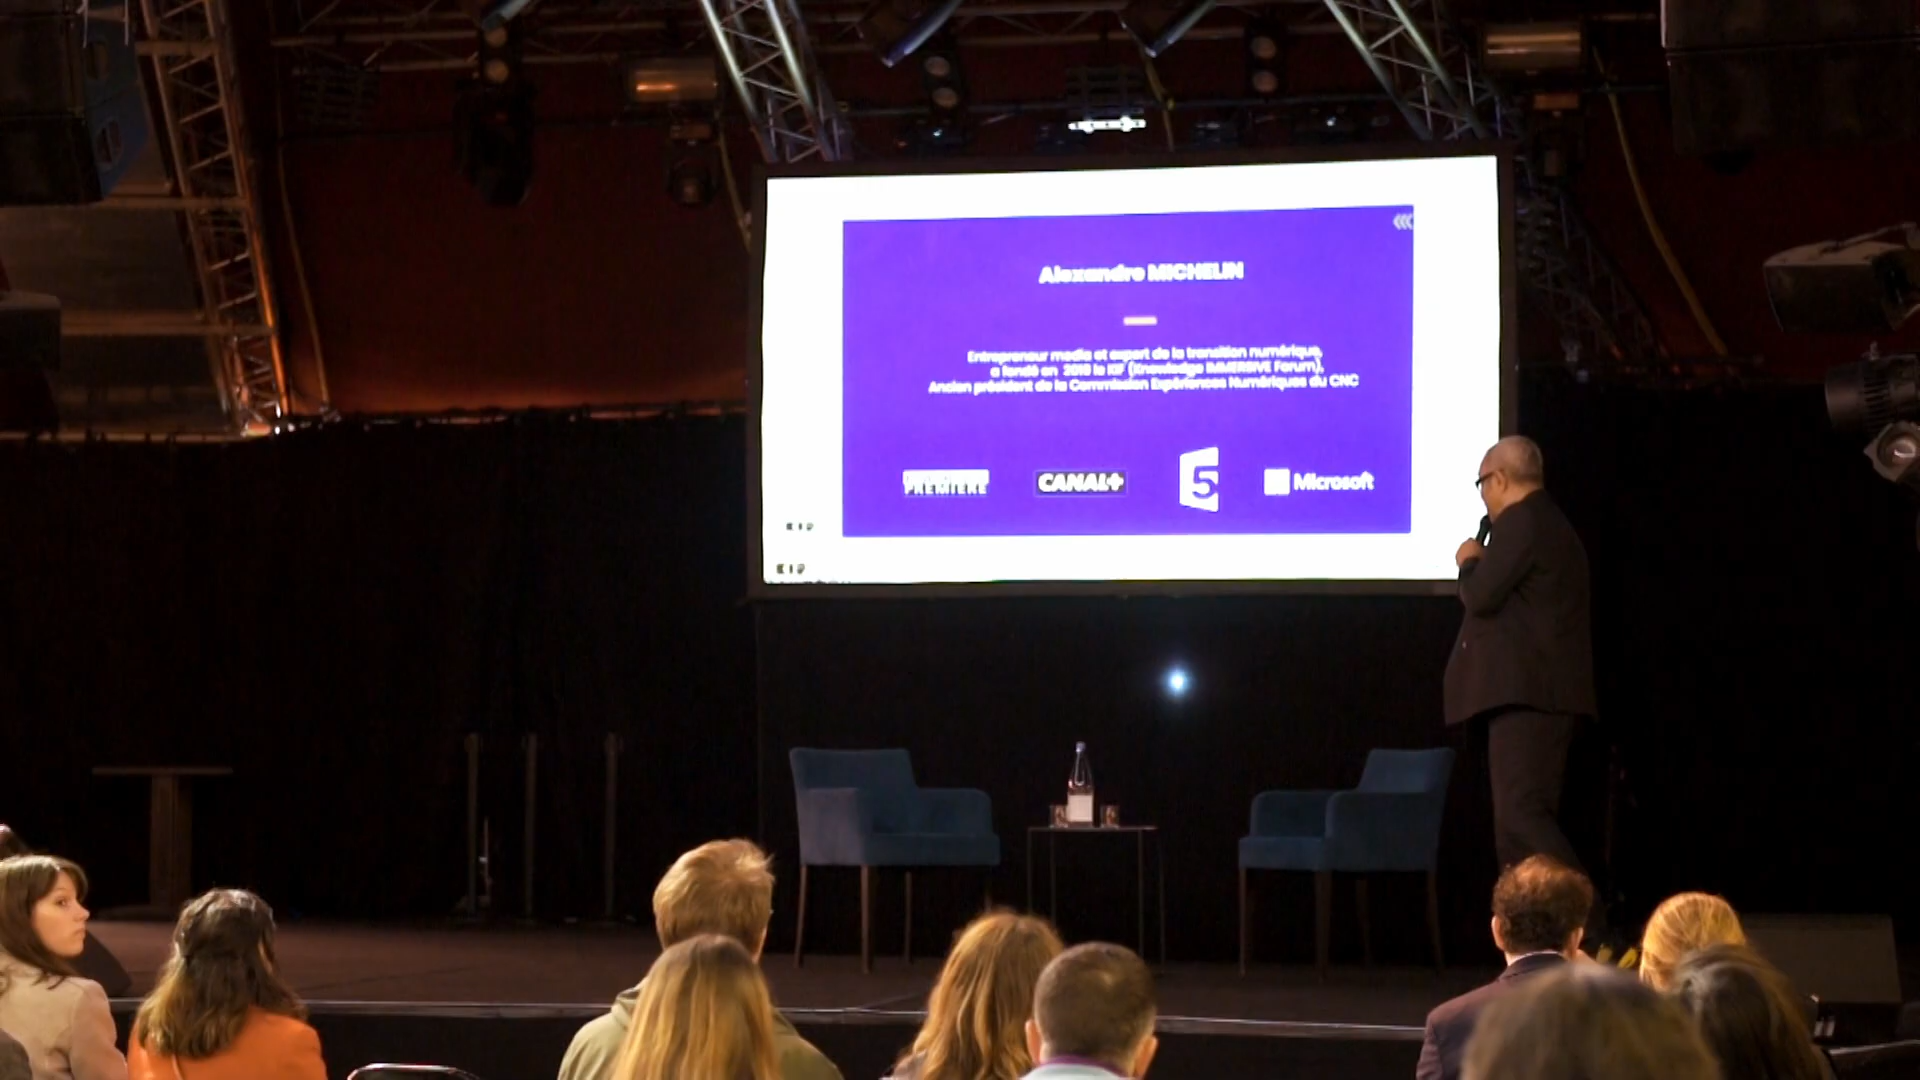 Alexandre MICHELIN
Entrepreneur media et expert de la transition numérique,
a fondé en 2018 le KIF (Knowledge IMMERSIVE Forum),
Ancien président de la Commission Expériences Numériques du CNC
PREMIERE
CANAL+
5
Microsoft